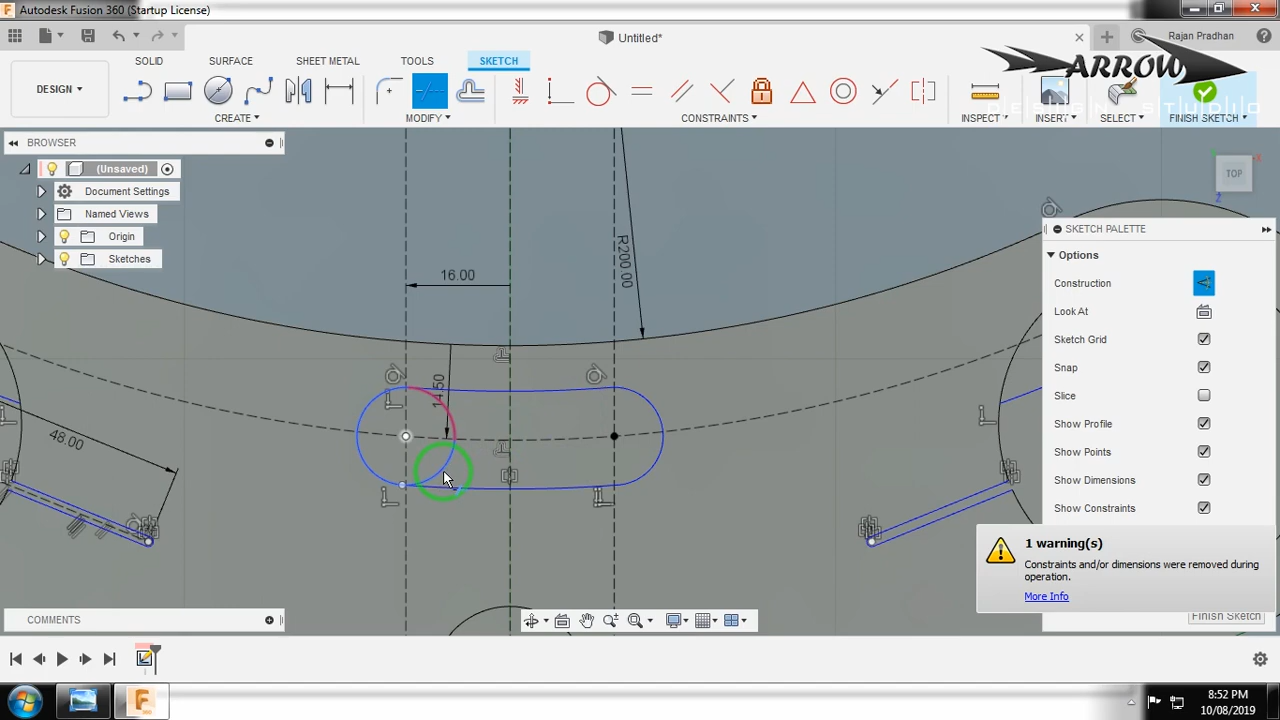 Autodesk Fusion 360 (Startup License)
Untitled*
Rajan Pradhan
ARROW
DESIGN STUDIO
DESIGN
SOLID
SURFACE
SHEET METAL
TOOLS
SKETCH
CREATE
MODIFY
CONSTRAINTS
INSPECT
INSERT
SELECT
FINISH SKETCH
BROWSER
(Unsaved)
Document Settings
Named Views
Origin
Sketches
TOP
X
Z
16.00
R200.00
14.50
48.00
SKETCH PALETTE
Options
Construction
Look At
Sketch Grid
Snap
Slice
Show Profile
Show Points
Show Dimensions
Show Constraints
1 warning(s)
Constraints and/or dimensions were removed during
operation.
More Info
Finish Sketch
COMMENTS
8:52 PM
10/08/2019